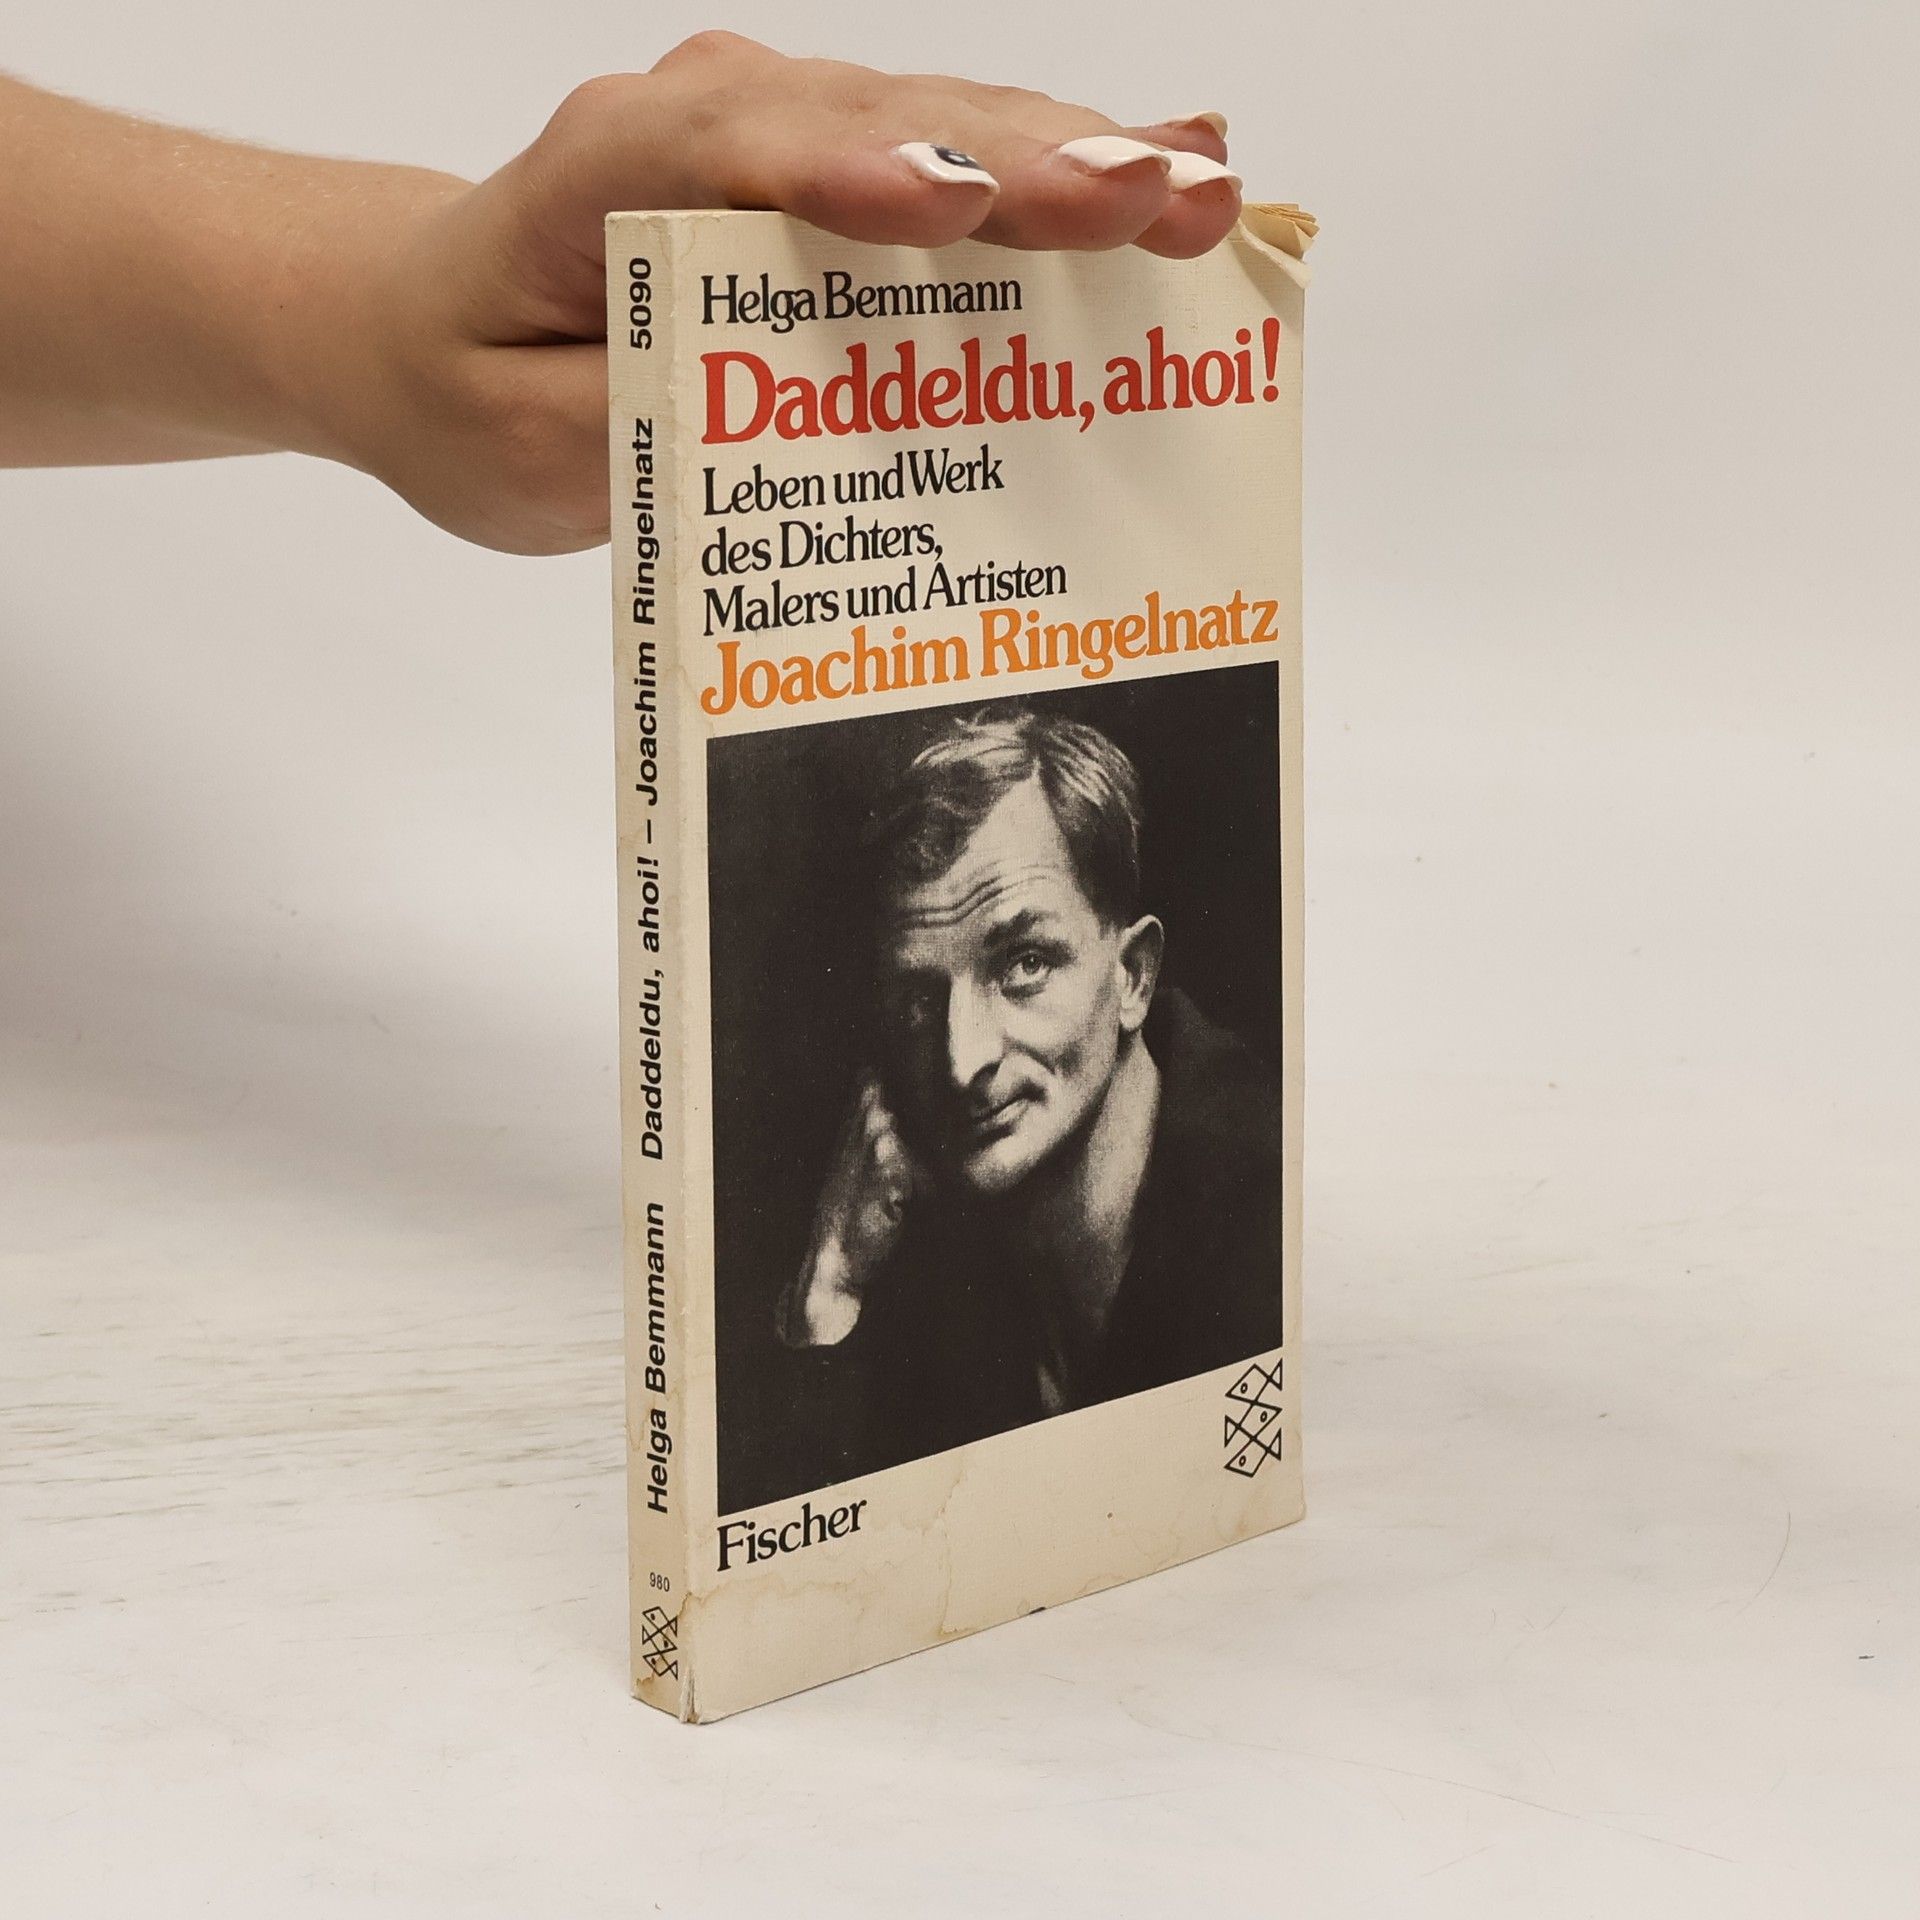 Helga Bemmann
Daddeldu, ahoi!
Leben und Werk
des Dichters,
Malers und Artisten
Joachim Ringelnatz
Fischer
Helga Bemmann Daddeldu, ahoi! – Joachim Ringelnatz 5090
980